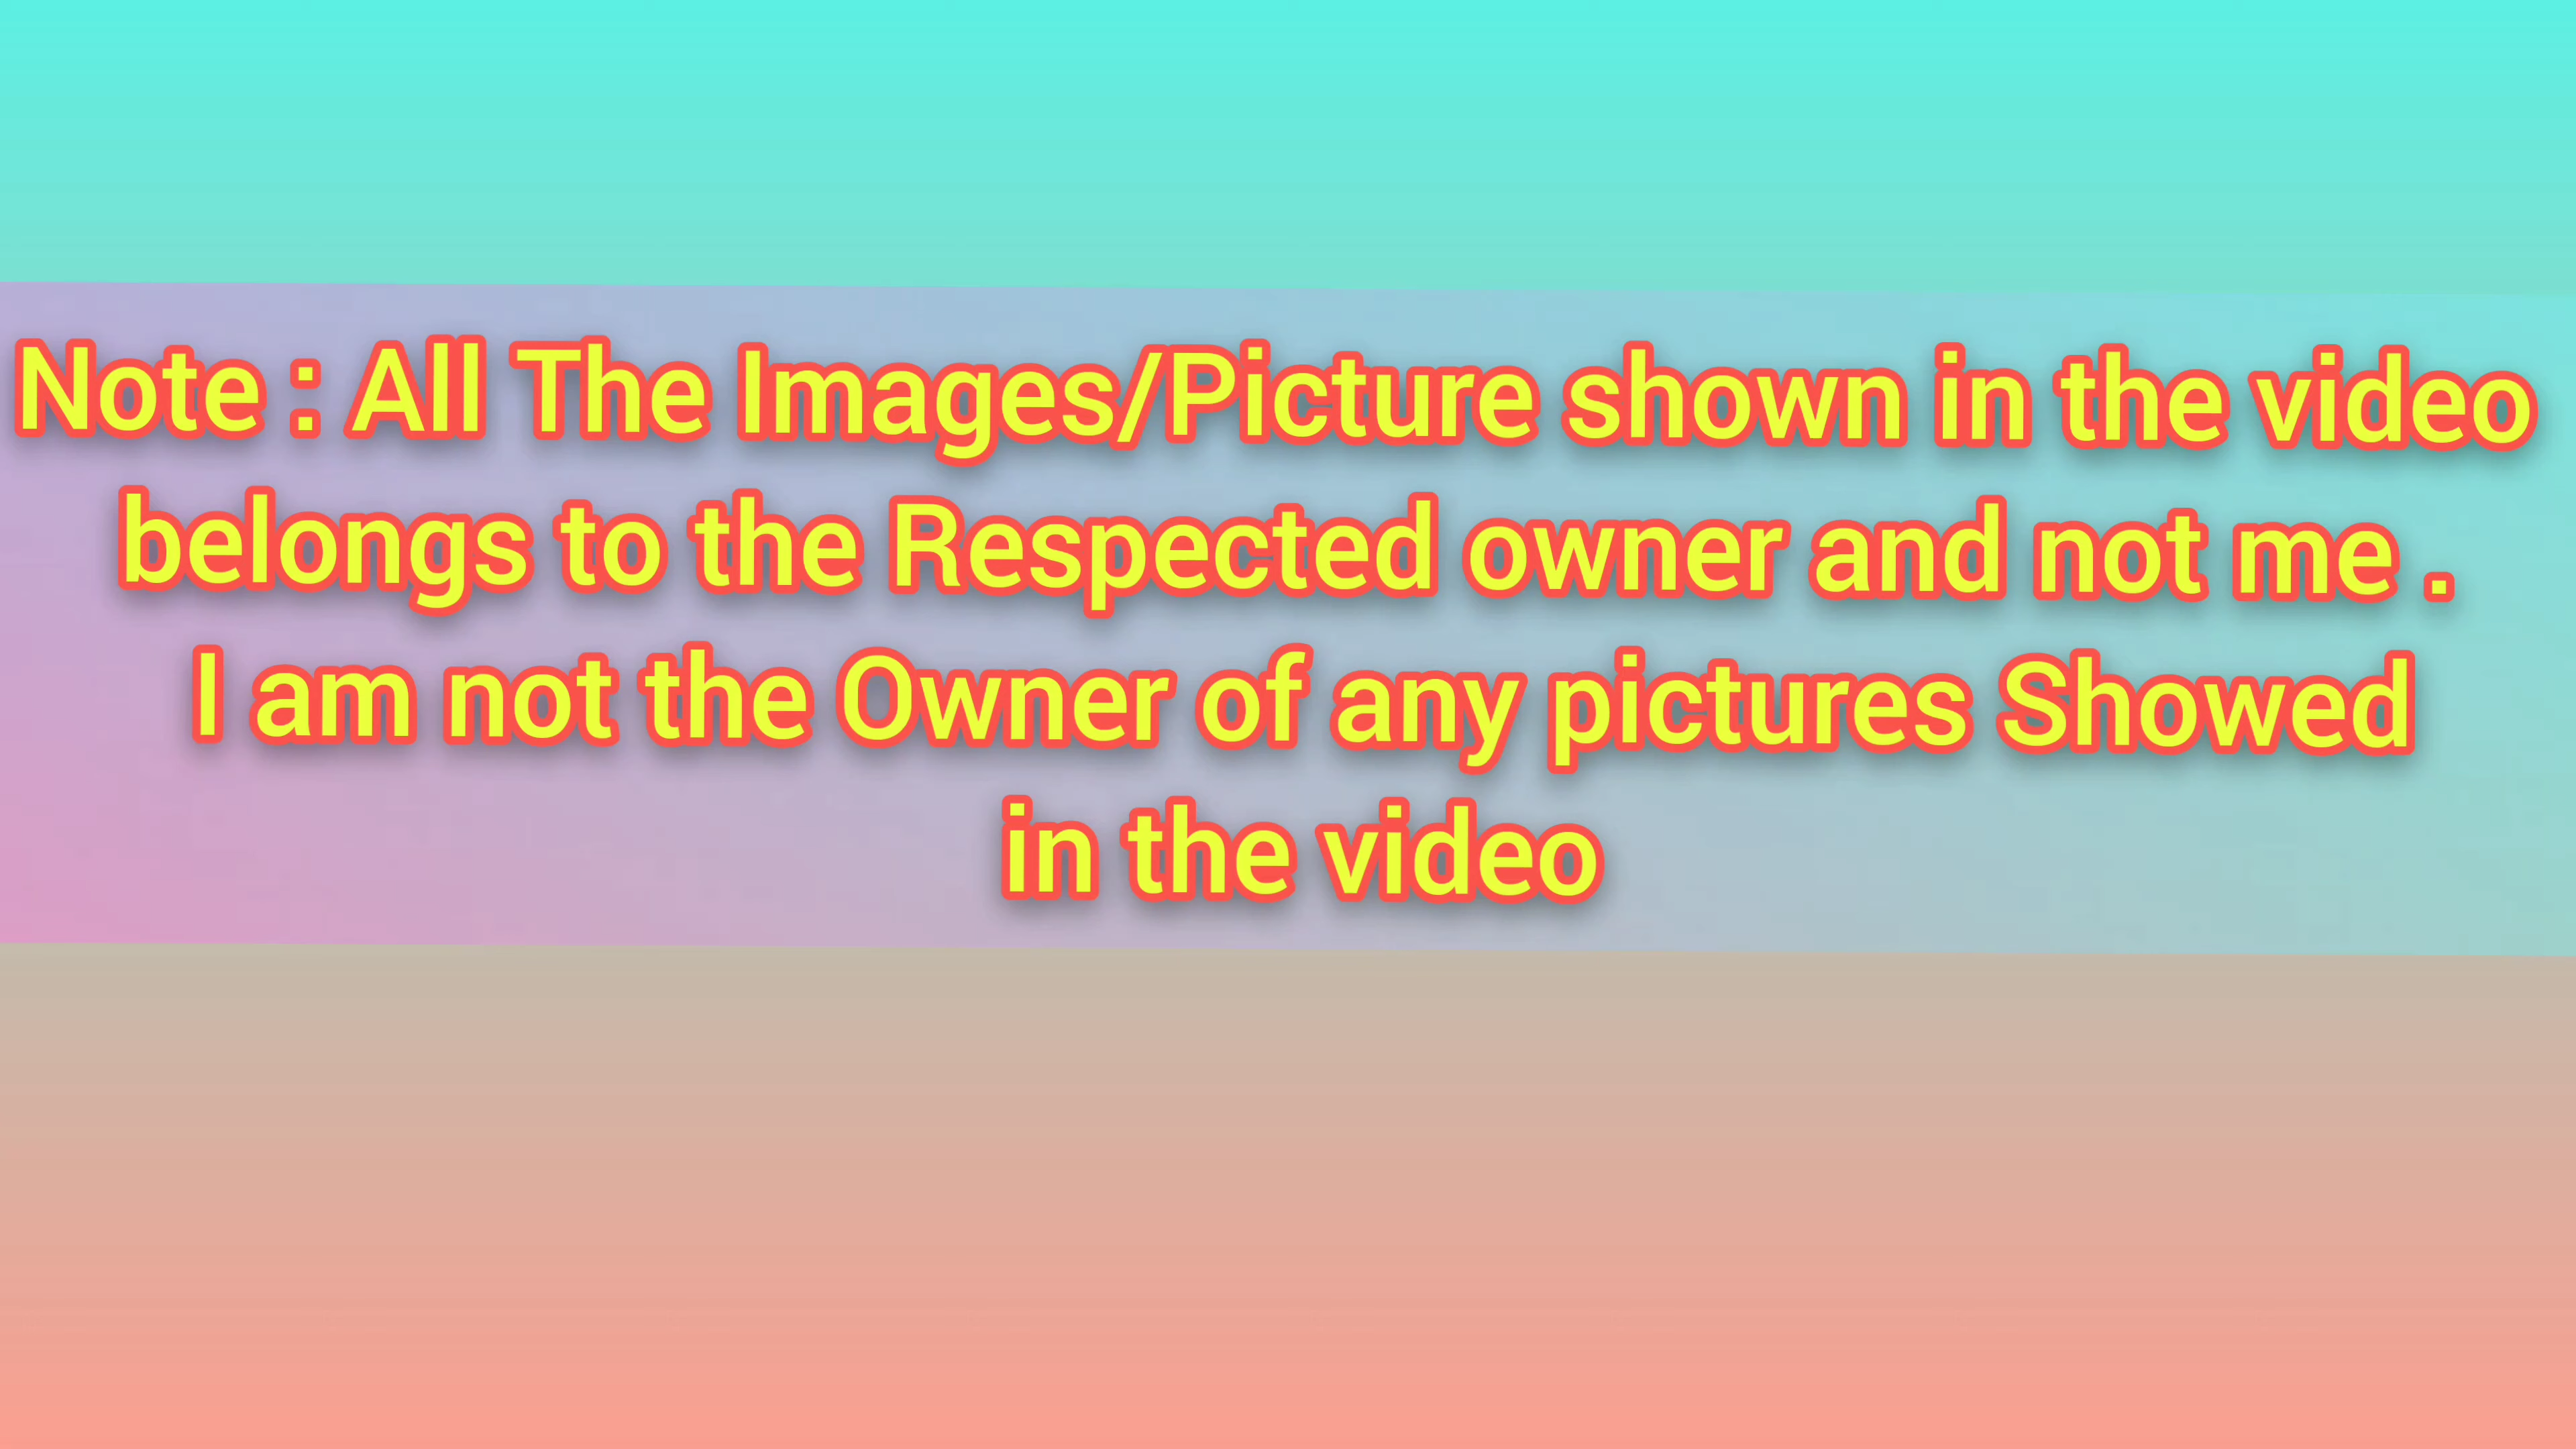 Note : All The Images/Picture shown in the video
belongs to the Respected owner and not me .
I am not the Owner of any pictures Showed
in the video